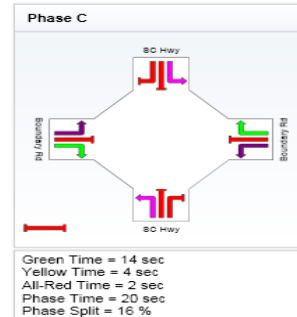 Phase C
SC Hwy
Boundary Rd
Boundary Rd
SC Hwy
Green Time = 14 sec
Yellow Time = 4 sec
All-Red Time = 2 sec
Phase Time = 20 sec
Phase Split = 16 %